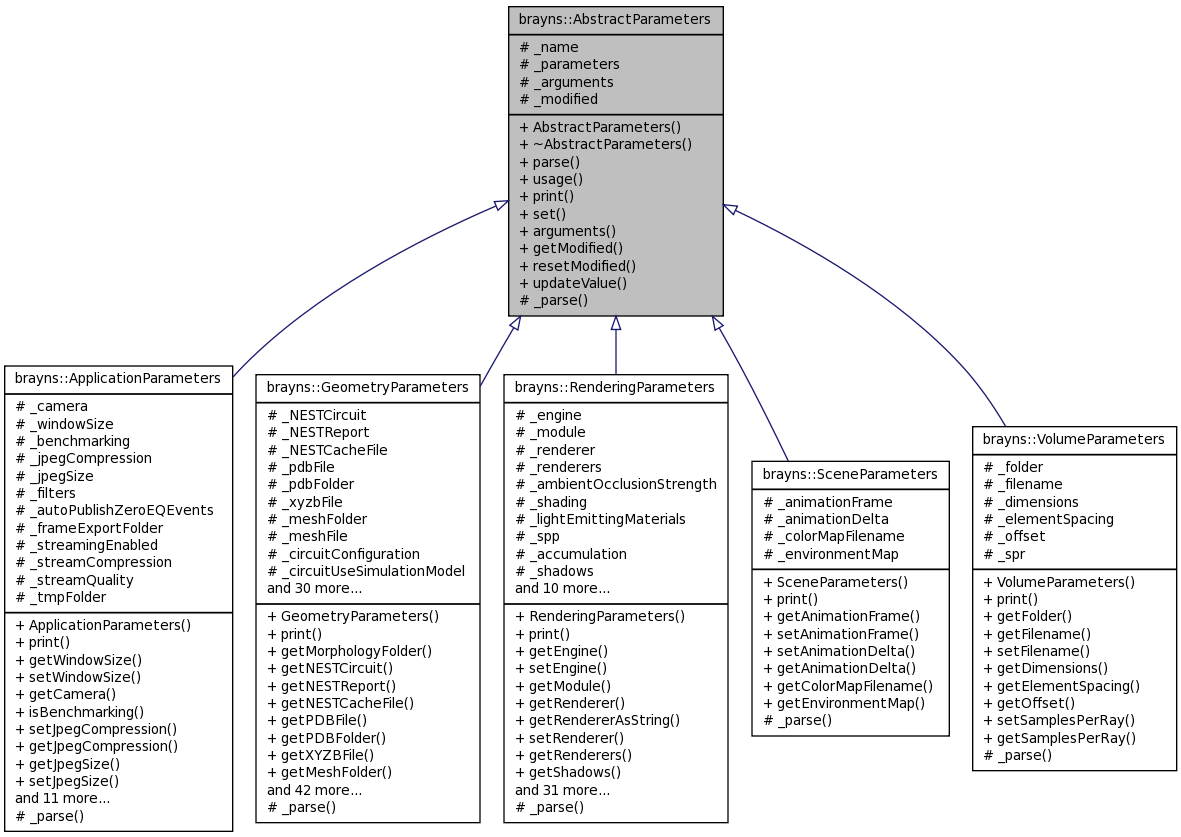 brayns::AbstractParameters
# _name
# _parameters
# _arguments
# _modified
+ AbstractParameters()
+ ~AbstractParameters()
+ parse()
+ usage()
+ print()
+ set()
+ arguments()
+ getModified()
+ resetModified()
+ updateValue()
# _parse()
brayns::ApplicationParameters
# _camera
# _windowSize
# _benchmarking
# _jpegCompression
# _jpegSize
# _filters
# _autoPublishZeroEQEvents
# _frameExportFolder
# _streamingEnabled
# _streamCompression
# _streamQuality
# _tmpFolder
+ ApplicationParameters()
+ print()
+ getWindowSize()
+ setWindowSize()
+ getCamera()
+ isBenchmarking()
+ setJpegCompression()
+ getJpegCompression()
+ getJpegSize()
+ setJpegSize()
and 11 more...
# _parse()
brayns::GeometryParameters
# _NESTCircuit
# _NESTReport
# _NESTCacheFile
# _pdbFile
# _pdbFolder
# _xyzbFile
# _meshFolder
# _meshFile
# _circuitConfiguration
# _circuitUseSimulationModel
and 30 more...
+ GeometryParameters()
+ print()
+ getMorphologyFolder()
+ getNESTCircuit()
+ getNESTReport()
+ getNESTCacheFile()
+ getPDBFile()
+ getPDBFolder()
+ getXYZBFile()
+ getMeshFolder()
and 42 more...
# _parse()
brayns::RenderingParameters
# _engine
# _module
# _renderer
# _renderers
# _ambientOcclusionStrength
# _shading
# _lightEmittingMaterials
# _spp
# _accumulation
# _shadows
and 10 more...
+ RenderingParameters()
+ print()
+ getEngine()
+ setEngine()
+ getModule()
+ getRenderer()
+ getRendererAsString()
+ setRenderer()
+ getRenderers()
+ getShadows()
and 31 more...
# _parse()
brayns::SceneParameters
# _animationFrame
# _animationDelta
# _colorMapFilename
# _environmentMap
+ SceneParameters()
+ print()
+ getAnimationFrame()
+ setAnimationFrame()
+ setAnimationDelta()
+ getAnimationDelta()
+ getColorMapFilename()
+ getEnvironmentMap()
# _parse()
brayns::VolumeParameters
# _folder
# _filename
# _dimensions
# _elementSpacing
# _offset
# _spr
+ VolumeParameters()
+ print()
+ getFolder()
+ getFilename()
+ setFilename()
+ getDimensions()
+ getElementSpacing()
+ getOffset()
+ setSamplesPerRay()
+ getSamplesPerRay()
# _parse()